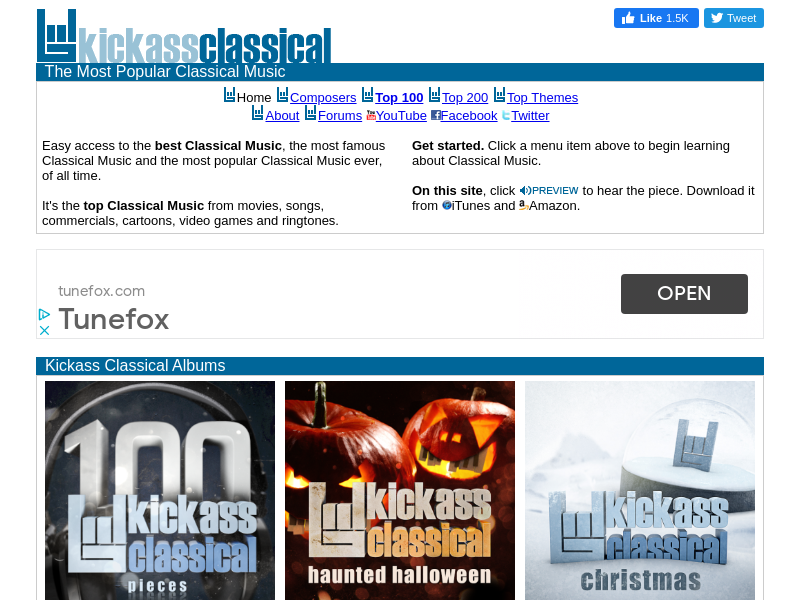 Like 1.5K Tweet
kickassclassical
The Most Popular Classical Music
Home Composers Top 100 Top 200 Top Themes
About Forums YouTube Facebook Twitter
Easy access to the best Classical Music, the most famous
Classical Music and the most popular Classical Music ever,
of all time.
It's the top Classical Music from movies, songs,
commercials, cartoons, video games and ringtones.
Get started. Click a menu item above to begin learning
about Classical Music.
On this site, click PREVIEW to hear the piece. Download it
from iTunes and Amazon.
tunefox.com
Tunefox
OPEN
Kickass Classical Albums
100
kickass
classical
pieces
kickass
classical
haunted halloween
kickass
classical
christmas